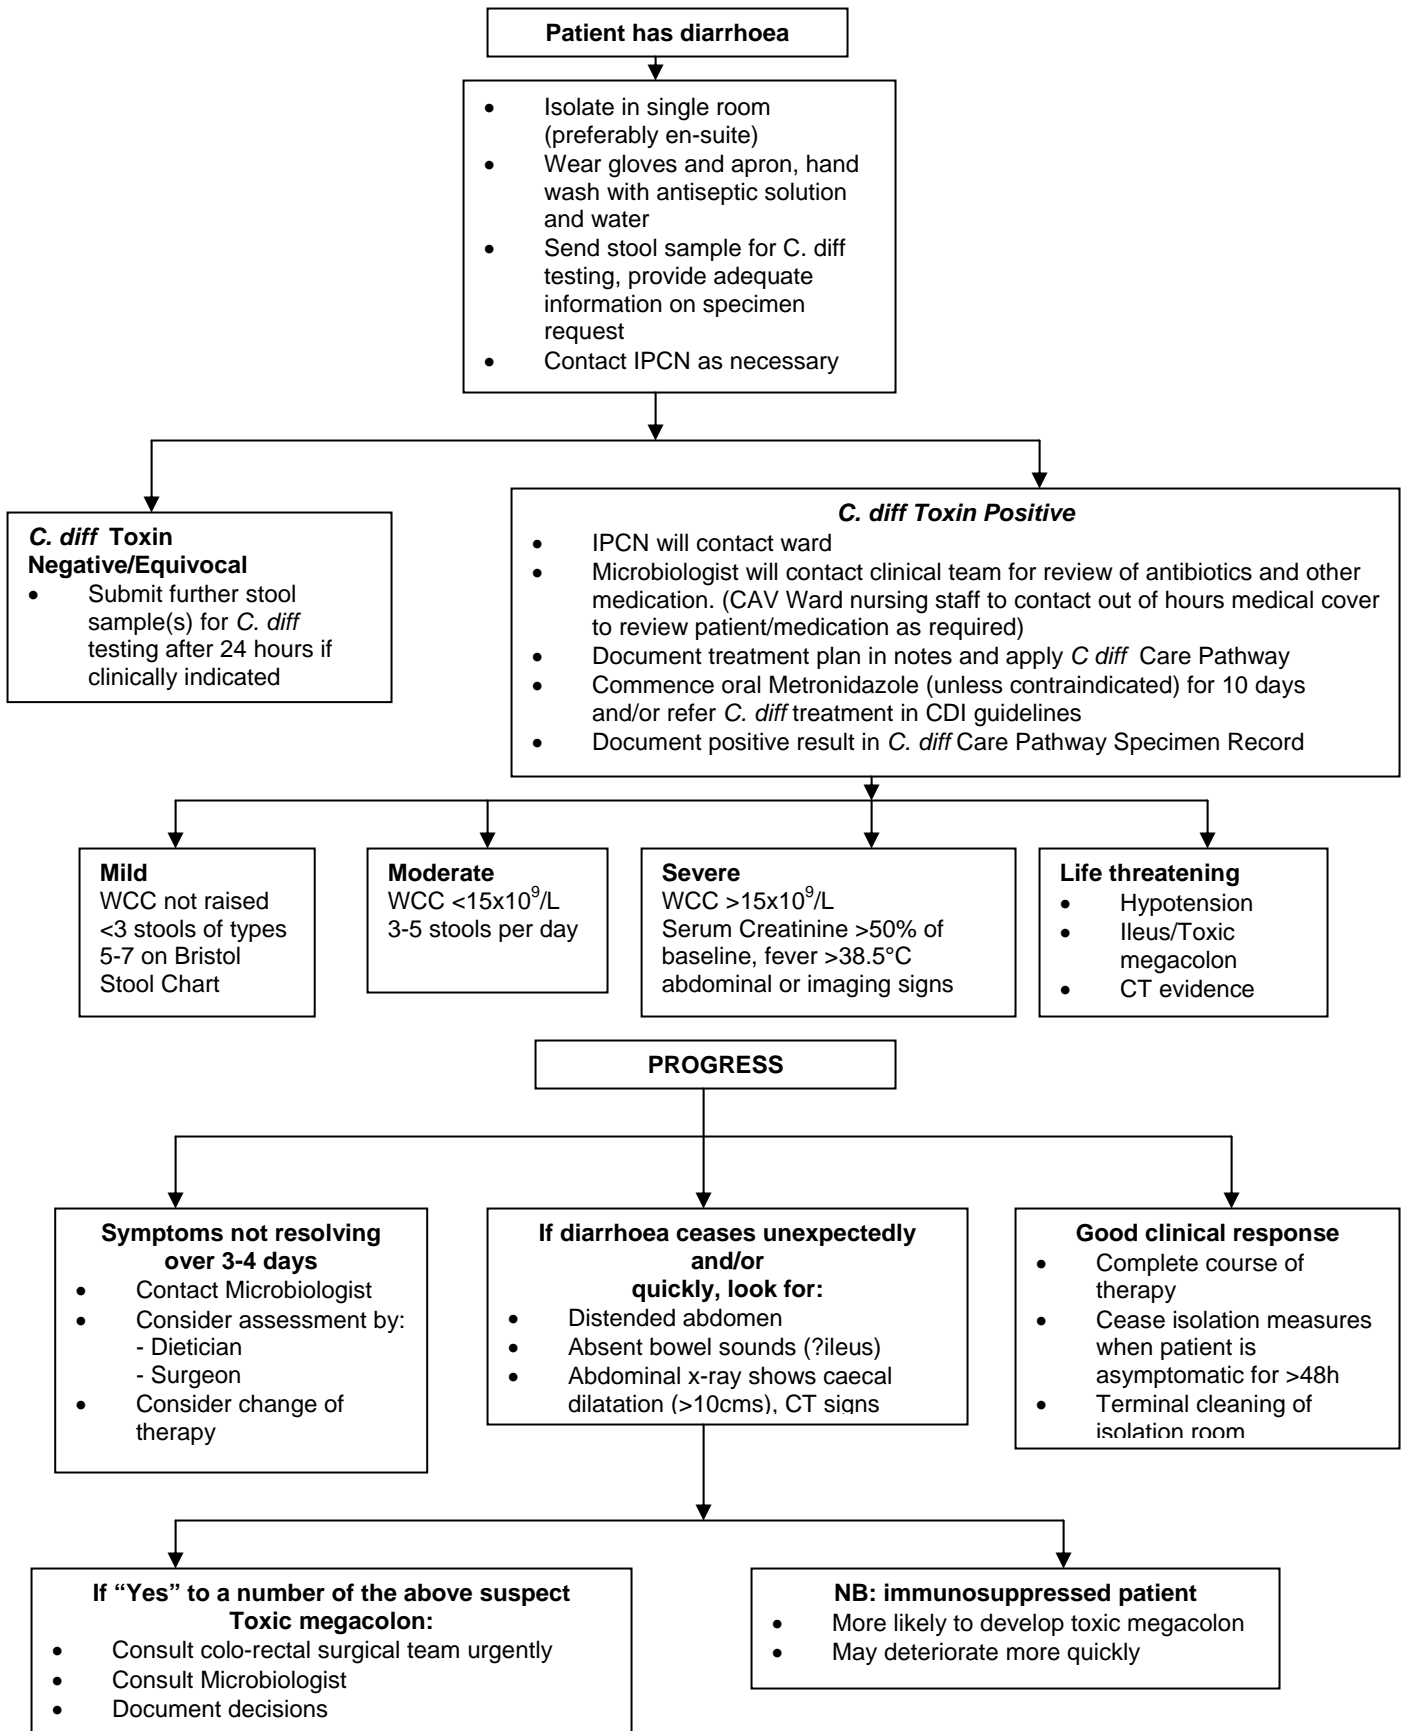 Patient has diarrhoea
• Isolate in single room
(preferably en-suite)
• Wear gloves and apron, hand
wash with antiseptic solution
and water
• Send stool sample for C. diff
testing, provide adequate
information on specimen
request
• Contact IPCN as necessary
C. diff Toxin
Negative/Equivocal
• Submit further stool
sample(s) for C. diff
testing after 24 hours if
clinically indicated
C. diff Toxin Positive
• IPCN will contact ward
• Microbiologist will contact clinical team for review of antibiotics and other
medication. (CAV Ward nursing staff to contact out of hours medical cover
to review patient/medication as required)
• Document treatment plan in notes and apply C diff Care Pathway
• Commence oral Metronidazole (unless contraindicated) for 10 days
and/or refer C. diff treatment in CDI guidelines
• Document positive result in C. diff Care Pathway Specimen Record
Mild
WCC not raised
<3 stools of types
5-7 on Bristol
Stool Chart
Moderate
WCC <15x10⁹/L
3-5 stools per day
Severe
WCC >15x10⁹/L
Serum Creatinine >50% of
baseline, fever >38.5°C
abdominal or imaging signs
Life threatening
• Hypotension
• Ileus/Toxic
megacolon
• CT evidence
PROGRESS
Symptoms not resolving
over 3-4 days
• Contact Microbiologist
• Consider assessment by:
- Dietician
- Surgeon
• Consider change of
therapy
If diarrhoea ceases unexpectedly
and/or
quickly, look for:
• Distended abdomen
• Absent bowel sounds (?ileus)
• Abdominal x-ray shows caecal
dilatation (>10cms), CT signs
Good clinical response
• Complete course of
therapy
• Cease isolation measures
when patient is
asymptomatic for >48h
• Terminal cleaning of
isolation room
If “Yes” to a number of the above suspect
Toxic megacolon:
• Consult colo-rectal surgical team urgently
• Consult Microbiologist
• Document decisions
NB: immunosuppressed patient
• More likely to develop toxic megacolon
• May deteriorate more quickly